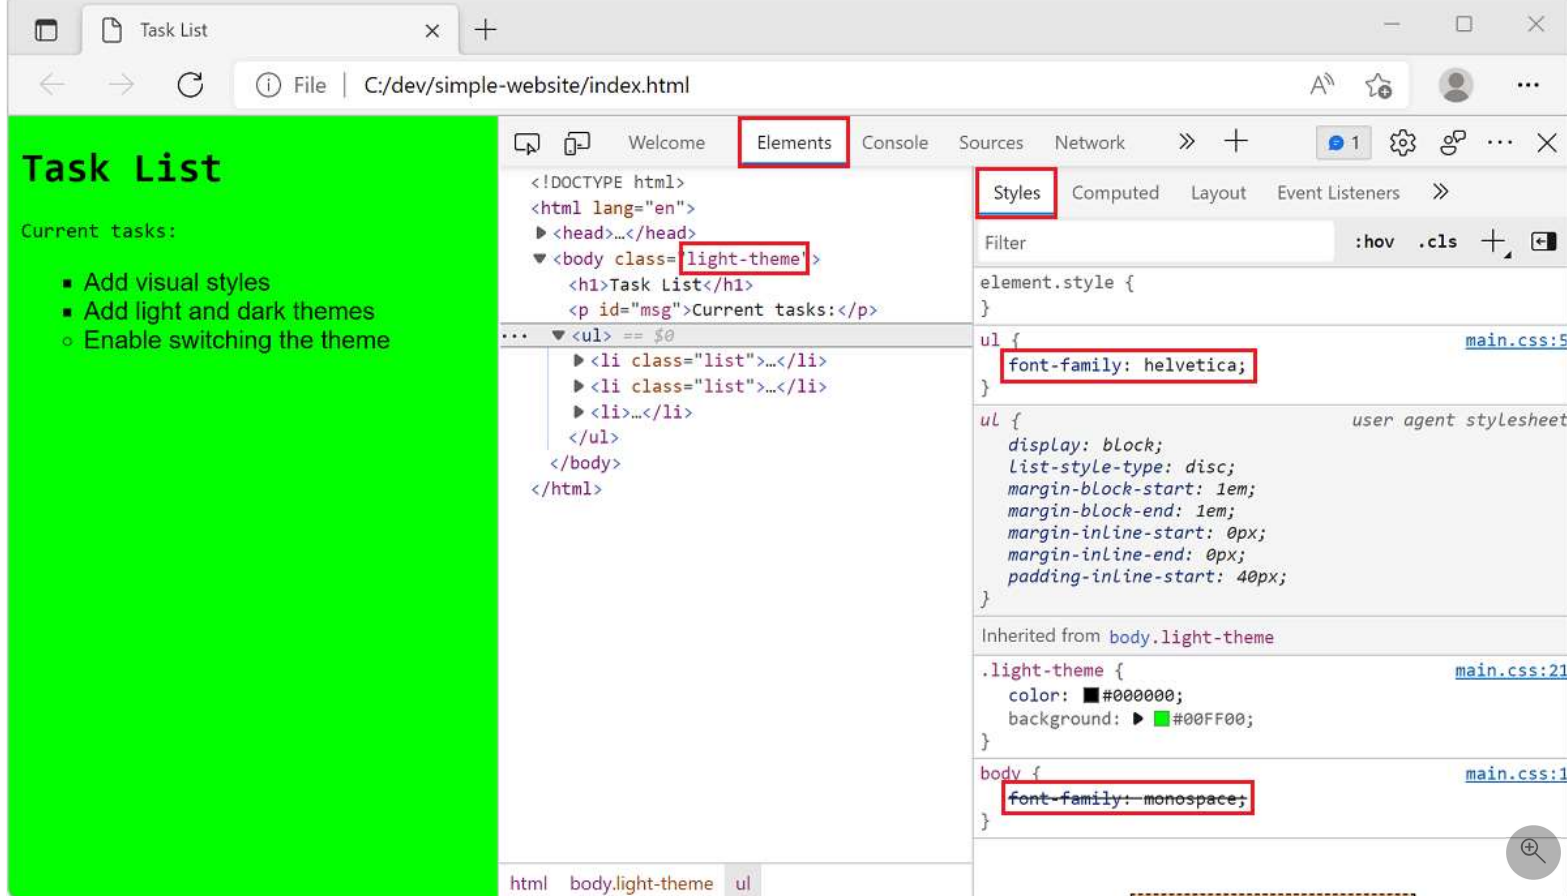 Task List
File
C:/dev/simple-website/index.html
Task List
Current tasks:
Add visual styles
Add light and dark themes
Enable switching the theme
Welcome Elements Console Sources Network » + 1
<!DOCTYPE html>
<html lang="en">
<head>…</head>
<body class="light-theme">
<h1>Task List</h1>
<p id="msg">Current tasks:</p>
··· <ul> == $0
<li class="list">…</li>
<li class="list">…</li>
<li>…</li>
</ul>
</body>
</html>
html body.light-theme ul
Styles Computed Layout Event Listeners »
Filter :hov .cls
element.style {
}
ul { main.css:5
font-family: helvetica;
}
ul { user agent stylesheet
display: block;
list-style-type: disc;
margin-block-start: 1em;
margin-block-end: 1em;
margin-inline-start: 0px;
margin-inline-end: 0px;
padding-inline-start: 40px;
}
Inherited from body.light-theme
.light-theme { main.css:21
color: #000000;
background: #00FF00;
}
body { main.css:1
font-family: monospace;
}